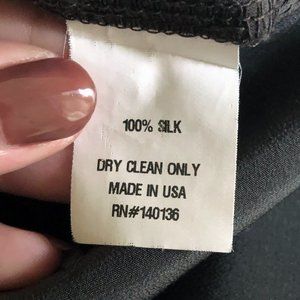 100% SILK
DRY CLEAN ONLY
MADE IN USA
RN#140136